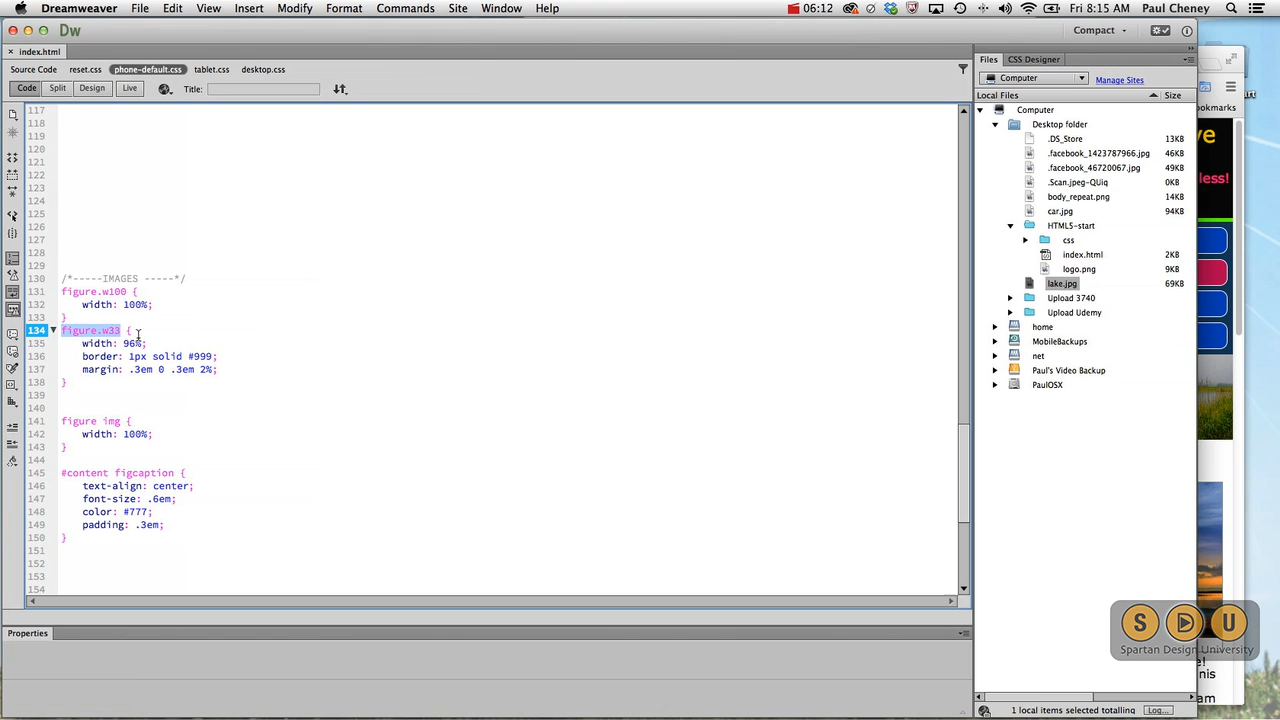 Dreamweaver File Edit View Insert Modify Format Commands Site Window Help 06:12 Fri 8:15 AM Paul Cheney
Dw Compact
× index.html
Source Code reset.css phone-default.css tablet.css desktop.css
Code Split Design Live Title:
117
118
119
120
121
122
123
124
125
126
127
128
129
130 /*-----IMAGES -----*/
131 figure.w100 {
132 width: 100%;
133 }
134 figure.w33 {
135 width: 96%;
136 border: 1px solid #999;
137 margin: .3em 0 .3em 2%;
138 }
139
140
141 figure img {
142 width: 100%;
143 }
144
145 #content figcaption {
146 text-align: center;
147 font-size: .6em;
148 color: #777;
149 padding: .3em;
150 }
151
152
153
154
Properties
Files CSS Designer
Computer Manage Sites
Local Files Size
Computer
Desktop folder
.DS_Store 13KB
.facebook_1423787966.jpg 46KB
.facebook_46720067.jpg 49KB
.Scan.jpeg-QUiq 0KB
body_repeat.png 14KB
car.jpg 94KB
HTML5-start
css
index.html 2KB
logo.png 9KB
lake.jpg 69KB
Upload 3740
Upload Udemy
home
MobileBackups
net
Paul's Video Backup
PaulOSX
1 local items selected totalling Log...
okmarks
ve
less!
S D U
Spartan Design University
e!
nis
am